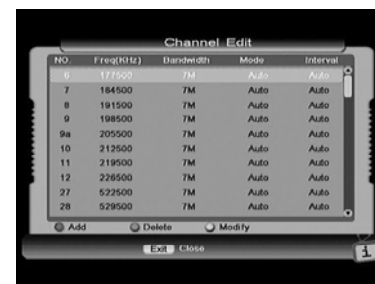 Channel Edit
NO. Freq(KHz) Bandwidth Mode Interval
6 177500 7M Auto Auto
7 184500 7M Auto Auto
8 191500 7M Auto Auto
9 198500 7M Auto Auto
9a 205500 7M Auto Auto
10 212500 7M Auto Auto
11 219500 7M Auto Auto
12 226500 7M Auto Auto
27 522500 7M Auto Auto
28 529500 7M Auto Auto
Add Delete Modify
Exit Close
i